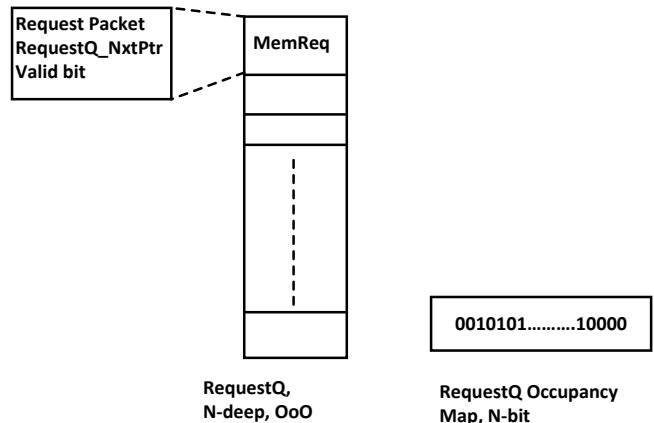 Request Packet
RequestQ_NxtPtr
Valid bit
MemReq
0010101……….10000
RequestQ,
N-deep, OoO
RequestQ Occupancy
Map, N-bit